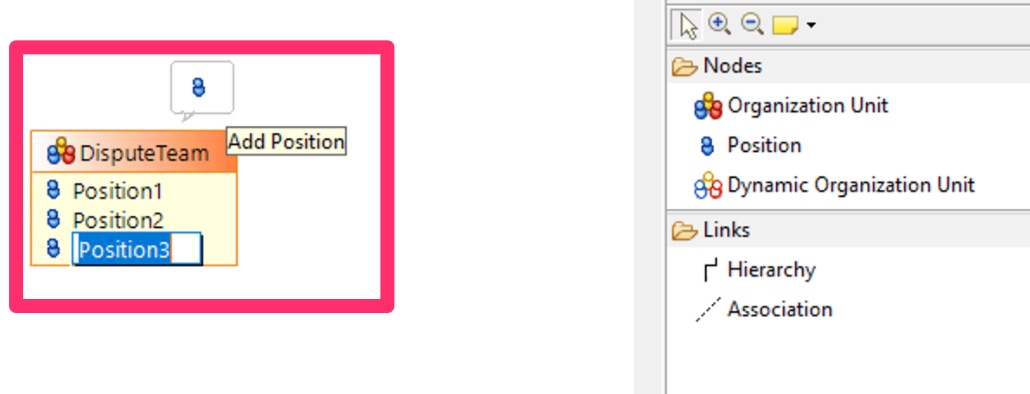 Add Position
DisputeTeam
Position1
Position2
Position3
Nodes
Organization Unit
Position
Dynamic Organization Unit
Links
Hierarchy
Association